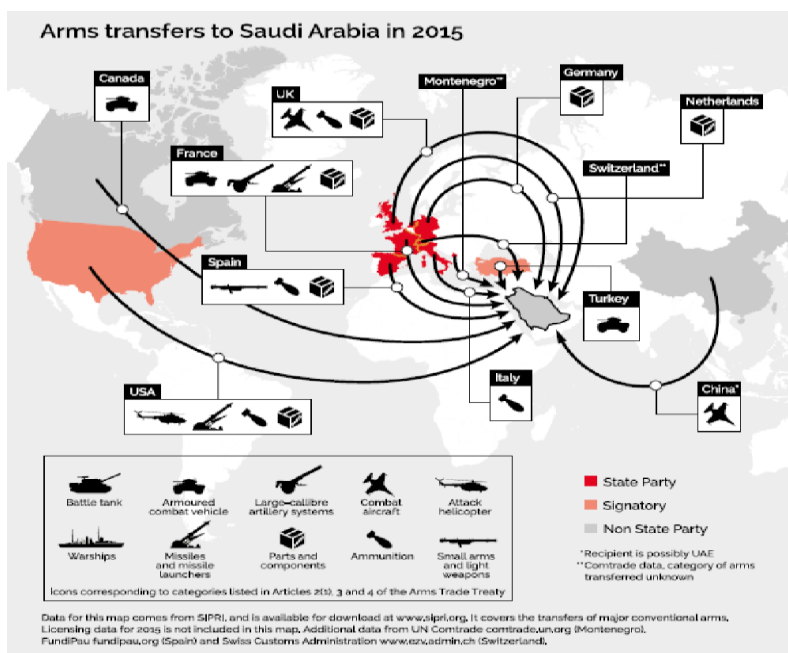 Arms transfers to Saudi Arabia in 2015
Canada
UK
Montenegro**
Germany
Netherlands
France
Switzerland**
Spain
Turkey
Italy
USA
China*
Battle tank
Armoured
combat vehicle
Large-callibre
artillery systems
Combat
aircraft
Attack
helicopter
Warships
Missiles
and missile
launchers
Parts and
components
Ammunition
Small arms
and light
weapons
Icons corresponding to categories listed in Articles 2(1), 3 and 4 of the Arms Trade Treaty
State Party
Signatory
Non State Party
*Recipient is possibly UAE
**Comtrade data, category of arms
transferred unknown
Data for this map comes from SIPRI, and is available for download at www.sipri.org. It covers the transfers of major conventional arms.
Licensing data for 2015 is not included in this map. Additional data from UN Comtrade comtrade.un.org (Montenegro),
FundiPau fundipau.org (Spain) and Swiss Customs Administration www.ezv.admin.ch (Switzerland).